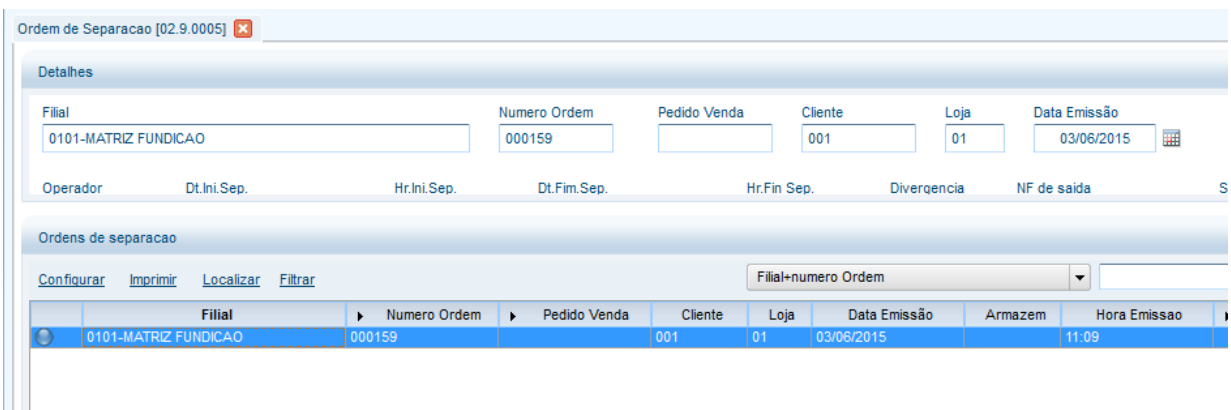 Ordem de Separacao [02.9.0005]
Detalhes
Filial Numero Ordem Pedido Venda Cliente Loja Data Emissão
0101-MATRIZ FUNDICAO 000159 001 01 03/06/2015
Operador Dt.Ini.Sep. Hr.Ini.Sep. Dt.Fim.Sep. Hr.Fin Sep. Divergencia NF de saida S
Ordens de separacao
Configurar Imprimir Localizar Filtrar Filial+numero Ordem
Filial Numero Ordem Pedido Venda Cliente Loja Data Emissão Armazem Hora Emissao
0101-MATRIZ FUNDICAO 000159 001 01 03/06/2015 11:09